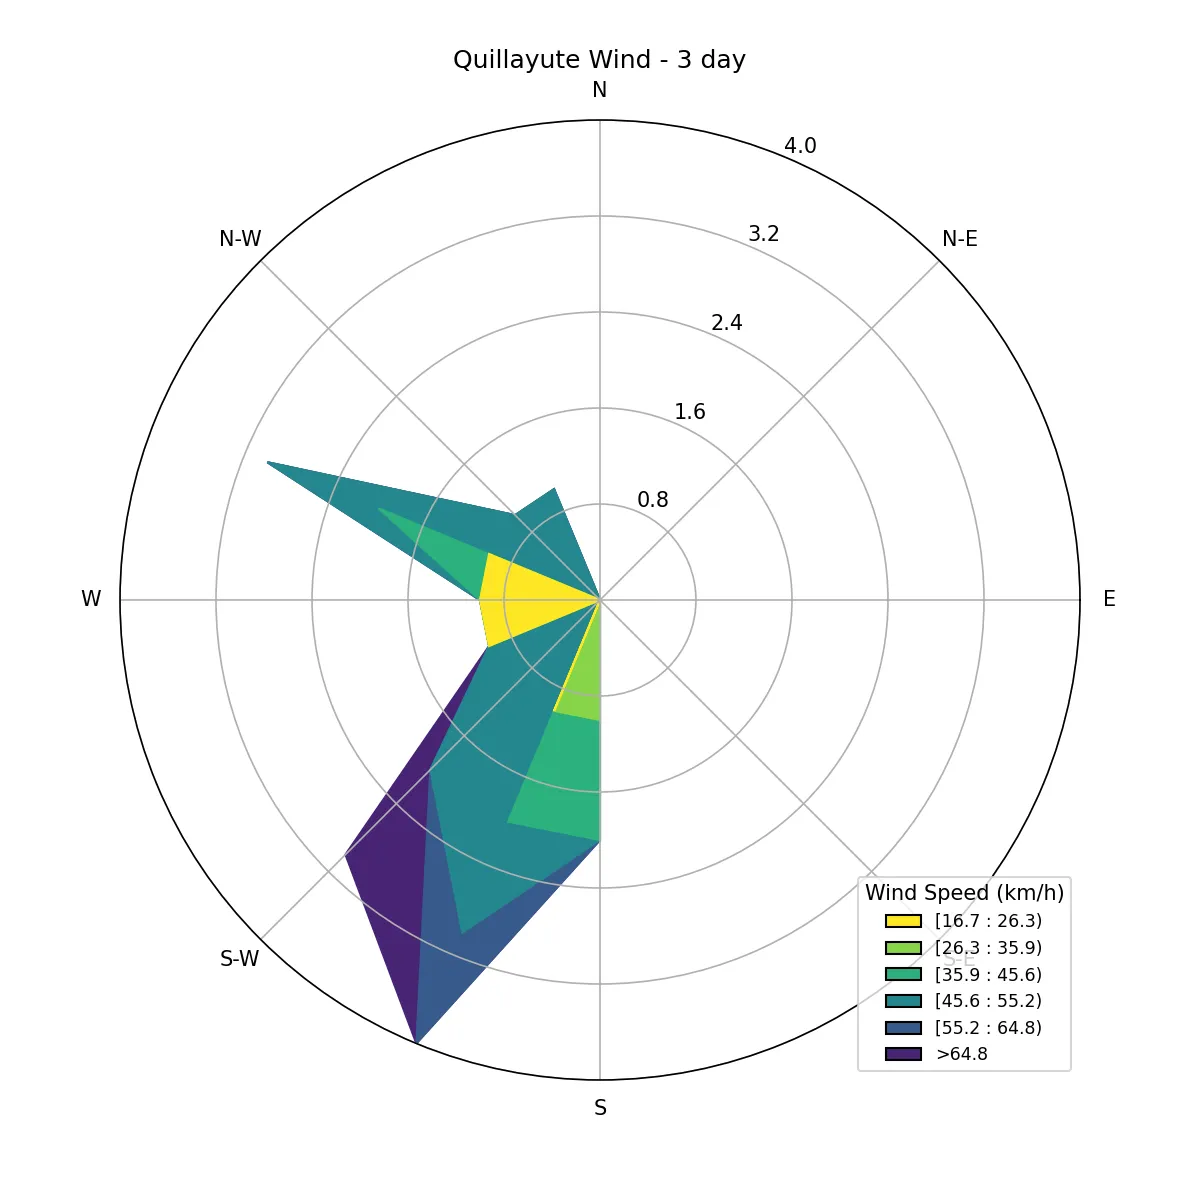 Quillayute Wind - 3 day
N
4.0
N-W
3.2
N-E
2.4
1.6
0.8
W
E
S-W
S-E
S
Wind Speed (km/h)
[16.7 : 26.3)
[26.3 : 35.9)
[35.9 : 45.6)
[45.6 : 55.2)
[55.2 : 64.8)
>64.8